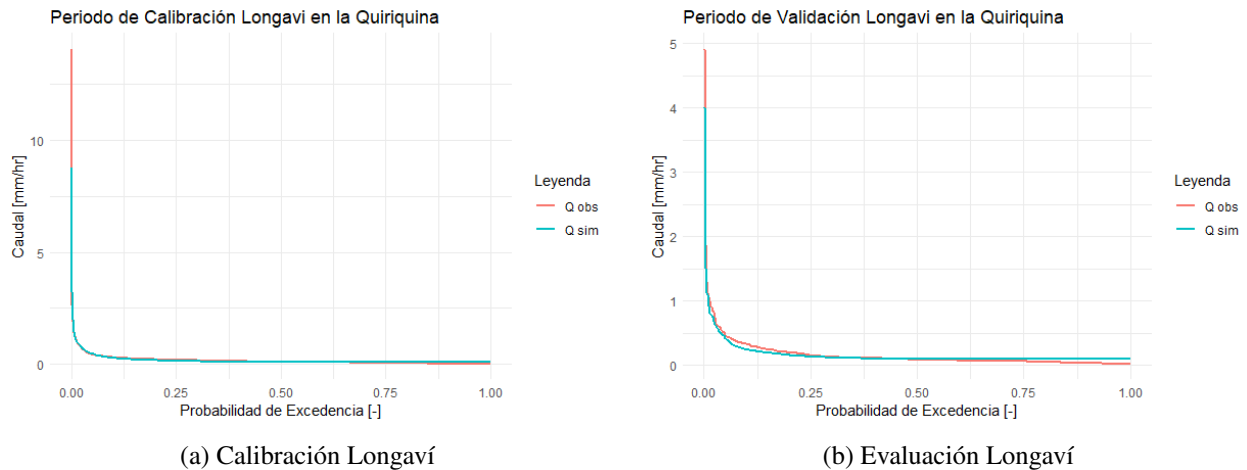 Periodo de Calibración Longavi en la Quiriquina
10
5
0
Caudal [mm/hr]
0.00 0.25 0.50 0.75 1.00
Probabilidad de Excedencia [-]
Leyenda
Q obs
Q sim
(a) Calibración Longaví
Periodo de Validación Longavi en la Quiriquina
5
4
3
2
1
0
Caudal [mm/hr]
0.00 0.25 0.50 0.75 1.00
Probabilidad de Excedencia [-]
Leyenda
Q obs
Q sim
(b) Evaluación Longaví